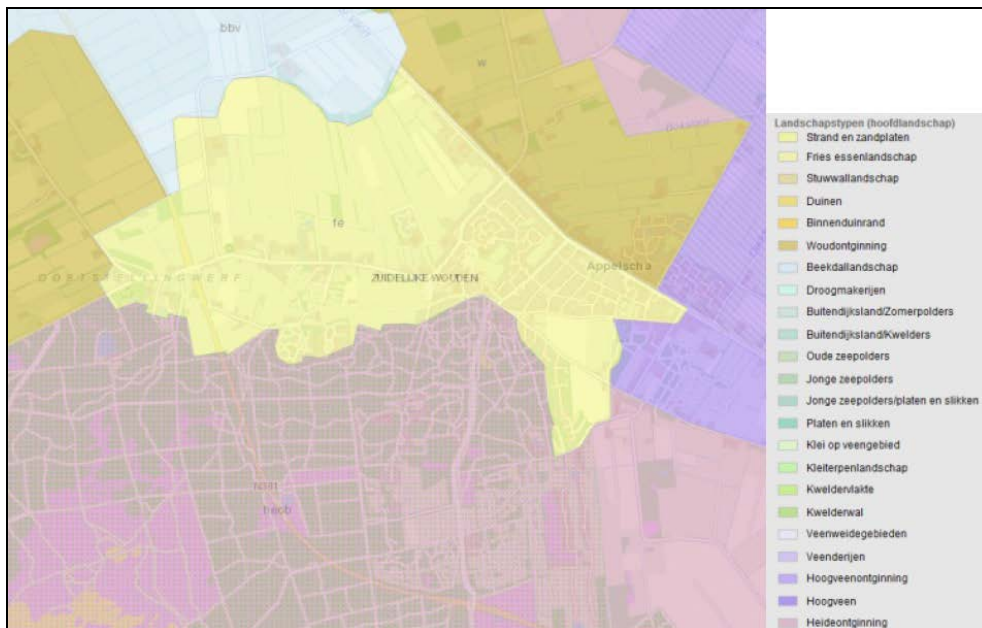 bbv
w
fe
Appelscha
OOSTSTELLINGWERF
ZUIDELIJKE WOUDEN
N381
Landschapstypen (hoofdlandschap)
Strand en zandplaten
Fries essenlandschap
Stuwwallandschap
Duinen
Binnenduinrand
Woudontginning
Beekdallandschap
Droogmakerijen
Buitendijksland/Zomerpolders
Buitendijksland/Kwelders
Oude zeepolders
Jonge zeepolders
Jonge zeepolders/platen en slikken
Platen en slikken
Klei op veengebied
Kleiterpenlandschap
Kweldervlakte
Kwelderwal
Veenweidegebieden
Veenderijen
Hoogveenontginning
Hoogveen
Heideontginning